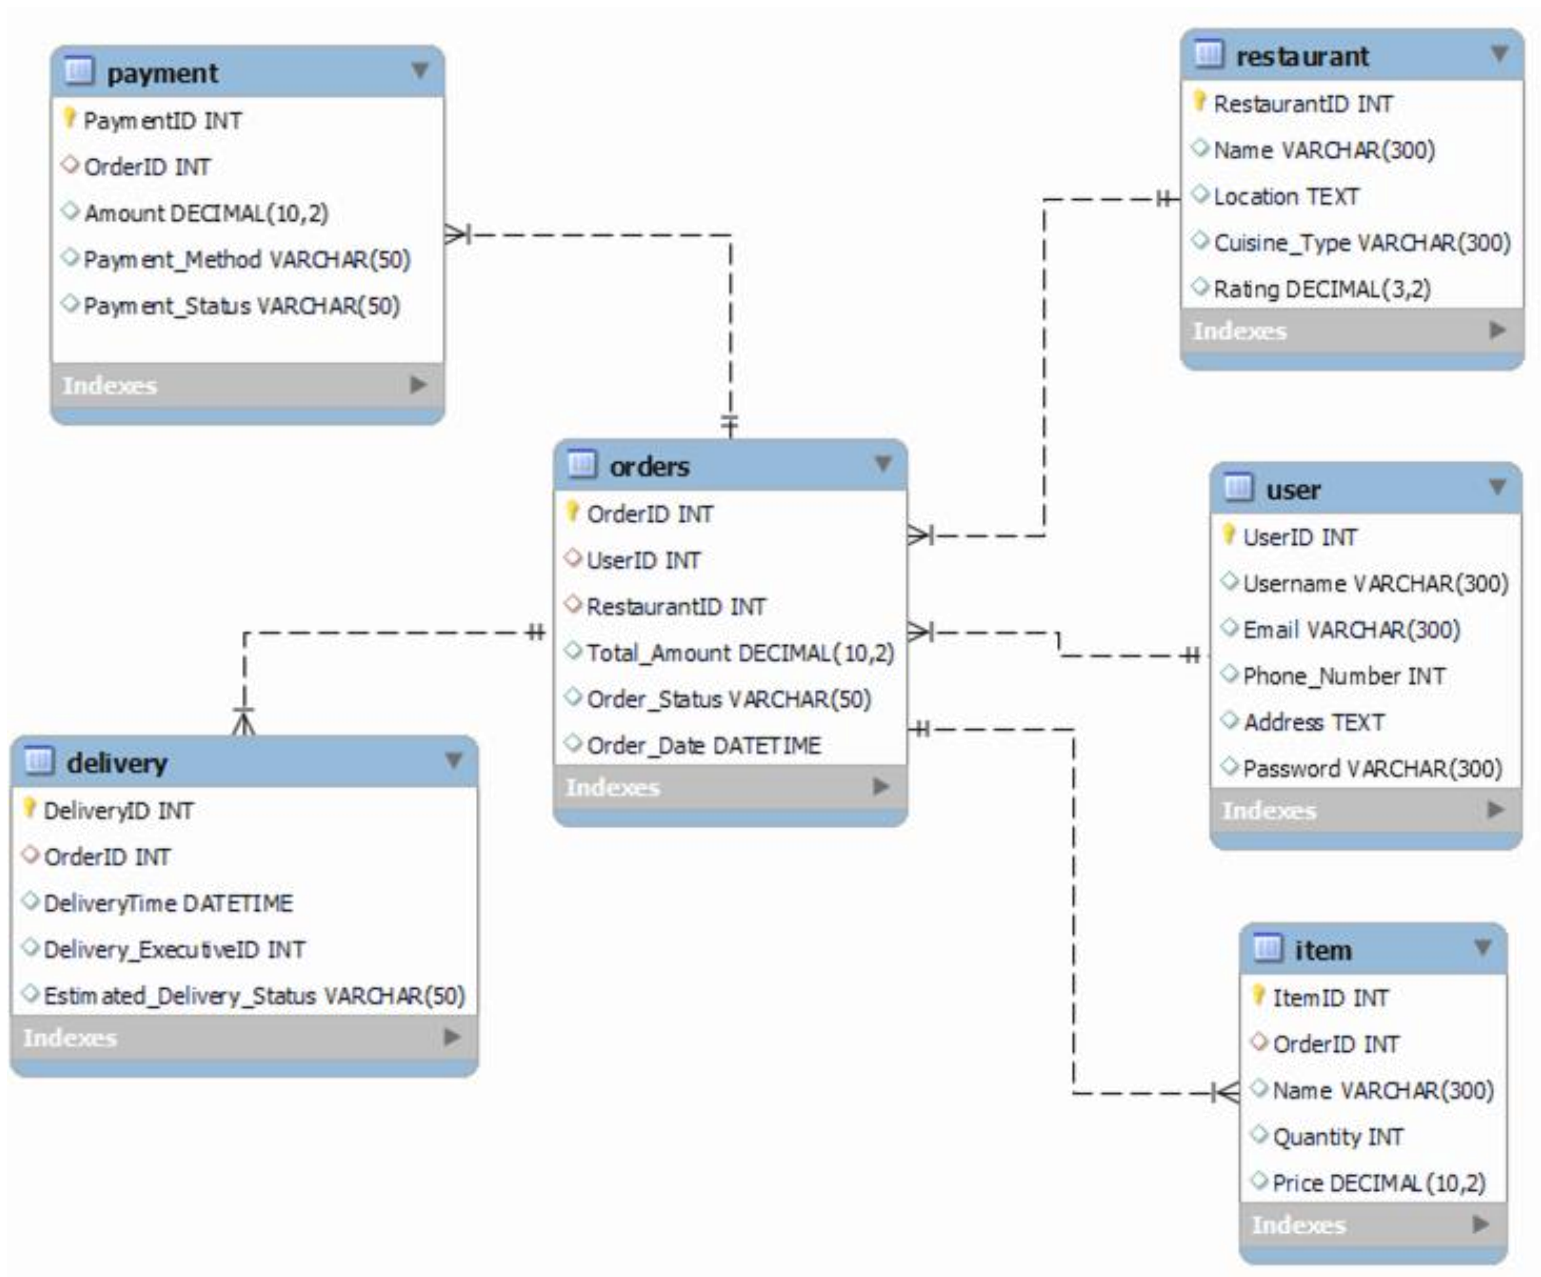 payment
PaymentID INT
OrderID INT
Amount DECIMAL(10,2)
Payment_Method VARCHAR(50)
Payment_Status VARCHAR(50)
Indexes
restaurant
RestaurantID INT
Name VARCHAR(300)
Location TEXT
Cuisine_Type VARCHAR(300)
Rating DECIMAL(3,2)
Indexes
orders
OrderID INT
UserID INT
RestaurantID INT
Total_Amount DECIMAL(10,2)
Order_Status VARCHAR(50)
Order_Date DATETIME
Indexes
user
UserID INT
Username VARCHAR(300)
Email VARCHAR(300)
Phone_Number INT
Address TEXT
Password VARCHAR(300)
Indexes
delivery
DeliveryID INT
OrderID INT
DeliveryTime DATETIME
Delivery_ExecutiveID INT
Estimated_Delivery_Status VARCHAR(50)
Indexes
item
ItemID INT
OrderID INT
Name VARCHAR(300)
Quantity INT
Price DECIMAL(10,2)
Indexes